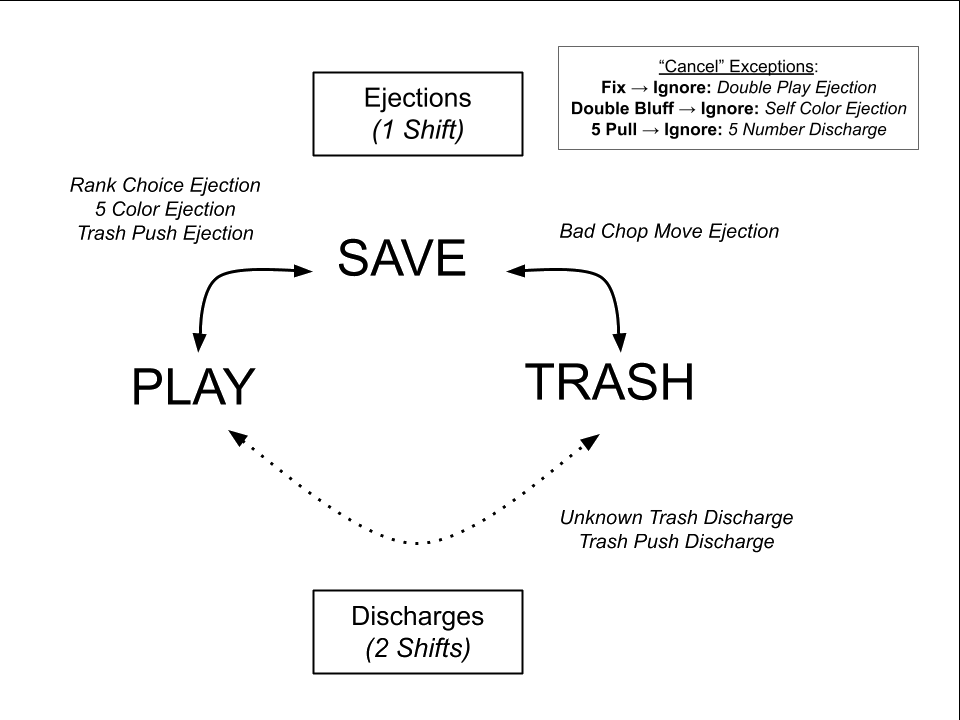 Ejections
(1 Shift)
“Cancel” Exceptions:
Fix → Ignore: Double Play Ejection
Double Bluff → Ignore: Self Color Ejection
5 Pull → Ignore: 5 Number Discharge
Rank Choice Ejection
5 Color Ejection
Trash Push Ejection
SAVE
Bad Chop Move Ejection
PLAY
TRASH
Unknown Trash Discharge
Trash Push Discharge
Discharges
(2 Shifts)